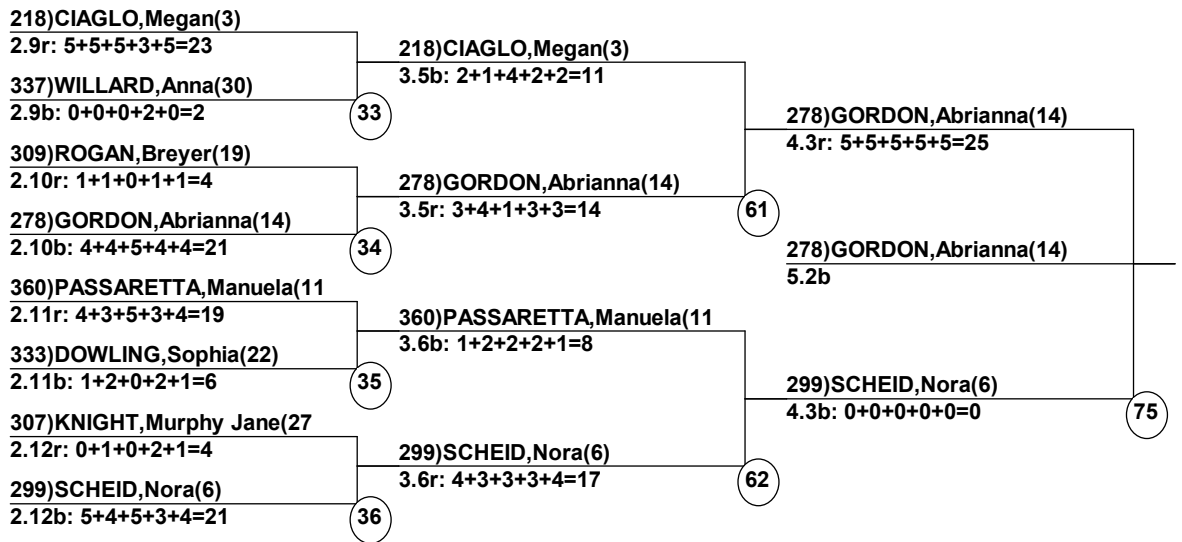 218)CIAGLO,Megan(3)
2.9r: 5+5+5+3+5=23
337)WILLARD,Anna(30)
2.9b: 0+0+0+2+0=2
33
309)ROGAN,Breyer(19)
2.10r: 1+1+0+1+1=4
278)GORDON,Abrianna(14)
2.10b: 4+4+5+4+4=21
34
360)PASSARETTA,Manuela(11
2.11r: 4+3+5+3+4=19
333)DOWLING,Sophia(22)
2.11b: 1+2+0+2+1=6
35
307)KNIGHT,Murphy Jane(27
2.12r: 0+1+0+2+1=4
299)SCHEID,Nora(6)
2.12b: 5+4+5+3+4=21
36
218)CIAGLO,Megan(3)
3.5b: 2+1+4+2+2=11
278)GORDON,Abrianna(14)
3.5r: 3+4+1+3+3=14
61
360)PASSARETTA,Manuela(11
3.6b: 1+2+2+2+1=8
299)SCHEID,Nora(6)
3.6r: 4+3+3+3+4=17
62
278)GORDON,Abrianna(14)
4.3r: 5+5+5+5+5=25
278)GORDON,Abrianna(14)
5.2b
299)SCHEID,Nora(6)
4.3b: 0+0+0+0+0=0
75